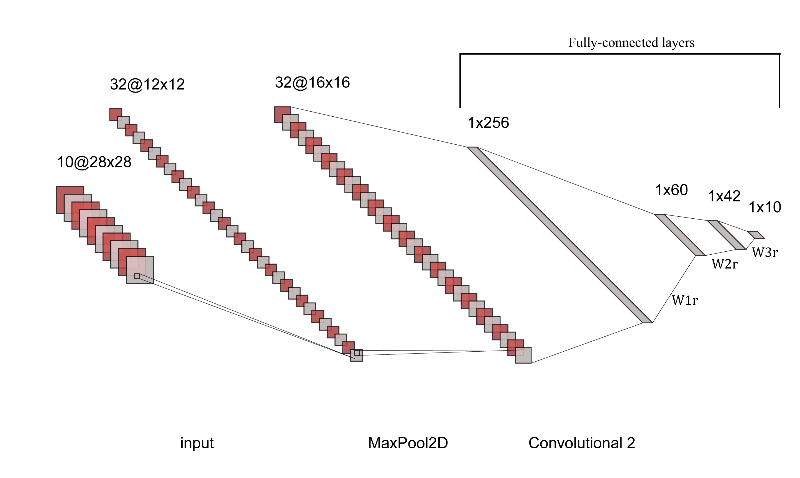 Fully-connected layers
32@12x12
32@16x16
10@28x28
1x256
1x60
1x42
1x10
W1r
W2r
W3r
input
MaxPool2D
Convolutional 2